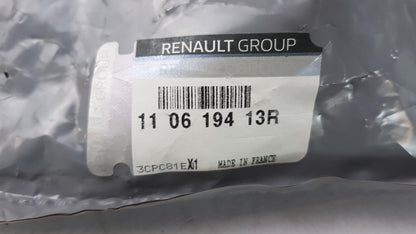 RENAULT GROUP
11 06 194 13R
3CPC81EX1 MADE IN FRANCE